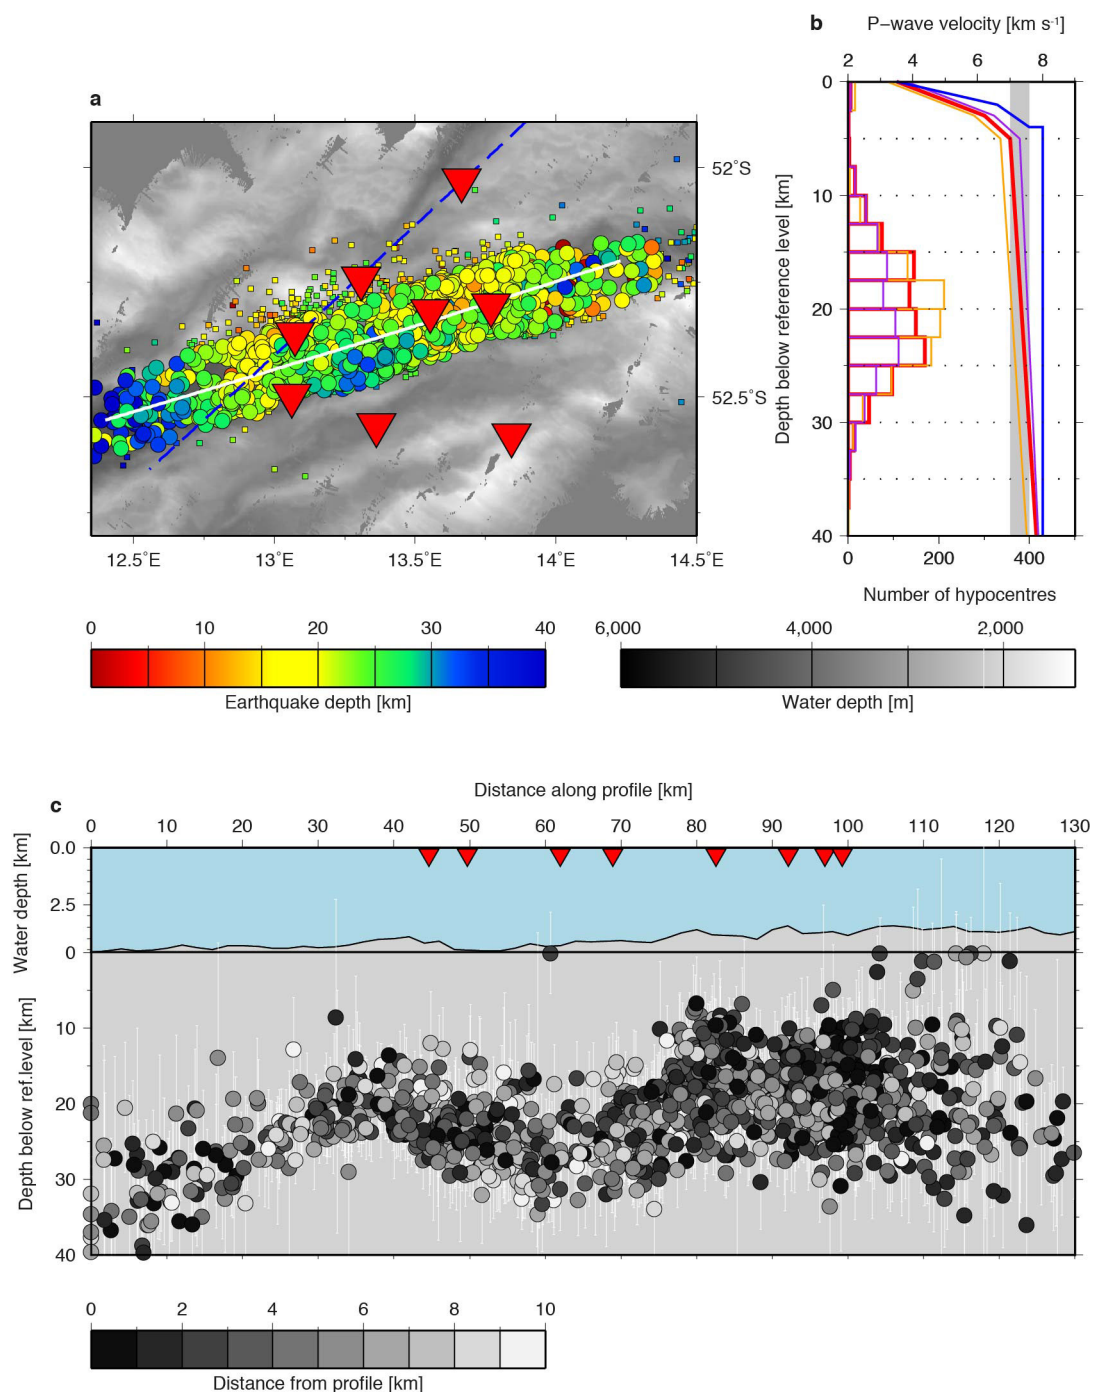 b P–wave velocity [km s-1]
2 4 6 8
a
0
10
20
30
40
Depth below reference level [km]
52°S
52.5°S
12.5°E 13°E 13.5°E 14°E 14.5°E
0 200 400
Number of hypocentres
0 10 20 30 40
Earthquake depth [km]
6,000 4,000 2,000
Water depth [m]
Distance along profile [km]
c
0 10 20 30 40 50 60 70 80 90 100 110 120 130
Water depth [km]
0.0
2.5
0
Depth below ref.level [km]
10
20
30
40
0 2 4 6 8 10
Distance from profile [km]